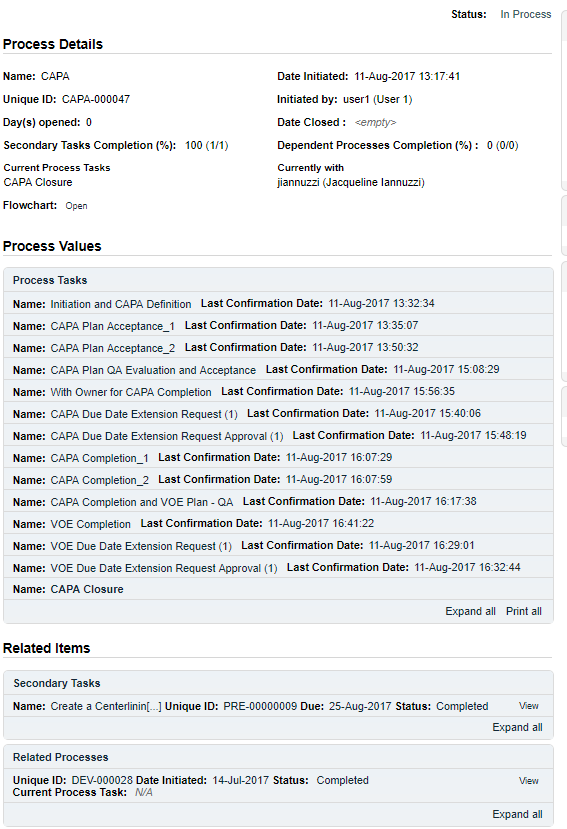 Status: In Process
Process Details
Name: CAPA Date Initiated: 11-Aug-2017 13:17:41
Unique ID: CAPA-000047 Initiated by: user1 (User 1)
Day(s) opened: 0 Date Closed : <empty>
Secondary Tasks Completion (%): 100 (1/1) Dependent Processes Completion (%) : 0 (0/0)
Current Process Tasks Currently with
CAPA Closure jiannuzzi (Jacqueline Iannuzzi)
Flowchart: Open
Process Values
Process Tasks
Name: Initiation and CAPA Definition Last Confirmation Date: 11-Aug-2017 13:32:34
Name: CAPA Plan Acceptance_1 Last Confirmation Date: 11-Aug-2017 13:35:07
Name: CAPA Plan Acceptance_2 Last Confirmation Date: 11-Aug-2017 13:50:32
Name: CAPA Plan QA Evaluation and Acceptance Last Confirmation Date: 11-Aug-2017 15:08:29
Name: With Owner for CAPA Completion Last Confirmation Date: 11-Aug-2017 15:56:35
Name: CAPA Due Date Extension Request (1) Last Confirmation Date: 11-Aug-2017 15:40:06
Name: CAPA Due Date Extension Request Approval (1) Last Confirmation Date: 11-Aug-2017 15:48:19
Name: CAPA Completion_1 Last Confirmation Date: 11-Aug-2017 16:07:29
Name: CAPA Completion_2 Last Confirmation Date: 11-Aug-2017 16:07:59
Name: CAPA Completion and VOE Plan - QA Last Confirmation Date: 11-Aug-2017 16:17:38
Name: VOE Completion Last Confirmation Date: 11-Aug-2017 16:41:22
Name: VOE Due Date Extension Request (1) Last Confirmation Date: 11-Aug-2017 16:29:01
Name: VOE Due Date Extension Request Approval (1) Last Confirmation Date: 11-Aug-2017 16:32:44
Name: CAPA Closure
Expand all Print all
Related Items
Secondary Tasks
Name: Create a Centerlinin[...] Unique ID: PRE-00000009 Due: 25-Aug-2017 Status: Completed View
Expand all
Related Processes
Unique ID: DEV-000028 Date Initiated: 14-Jul-2017 Status: Completed View
Current Process Task: N/A
Expand all